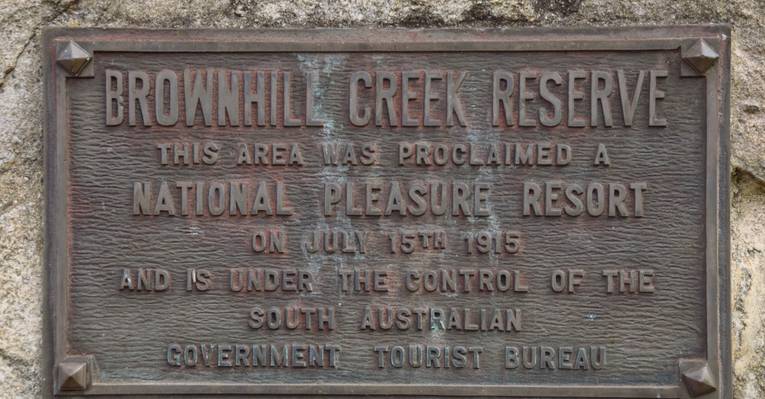 BROWNHILL CREEK RESERVE
THIS AREA WAS PROCLAIMED A
NATIONAL PLEASURE RESORT
ON JULY 15TH 1915
AND IS UNDER THE CONTROL OF THE
SOUTH AUSTRALIAN
GOVERNMENT TOURIST BUREAU